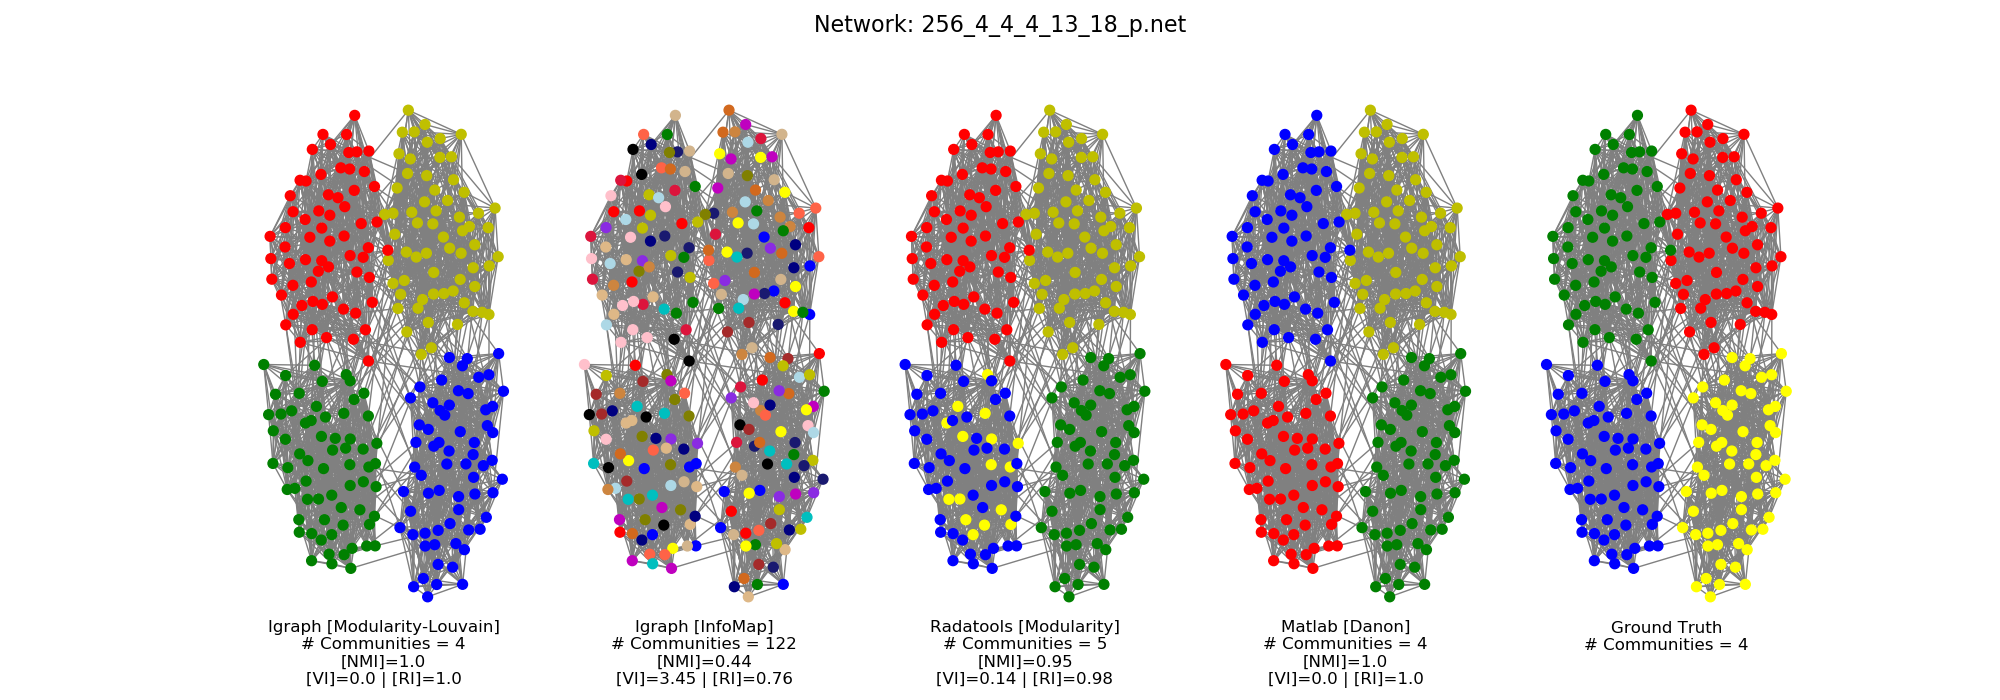 Network: 256_4_4_4_13_18_p.net
Igraph [Modularity-Louvain]
# Communities = 4
[NMI]=1.0
[VI]=0.0 | [RI]=1.0
Igraph [InfoMap]
# Communities = 122
[NMI]=0.44
[VI]=3.45 | [RI]=0.76
Radatools [Modularity]
# Communities = 5
[NMI]=0.95
[VI]=0.14 | [RI]=0.98
Matlab [Danon]
# Communities = 4
[NMI]=1.0
[VI]=0.0 | [RI]=1.0
Ground Truth
# Communities = 4